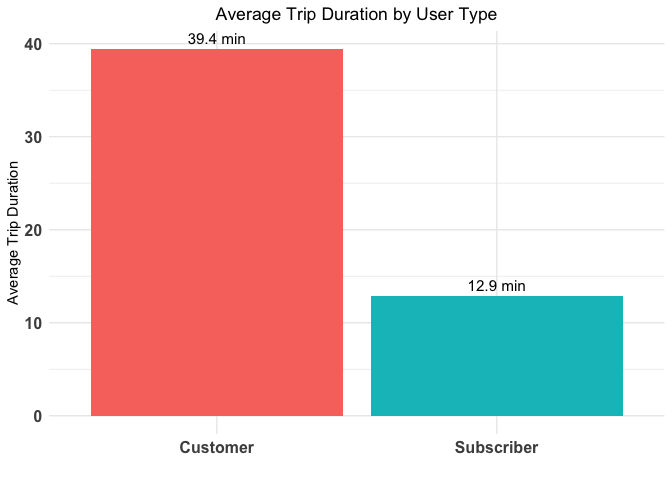 Average Trip Duration by User Type
39.4 min
40
30
Average Trip Duration
20
12.9 min
10
0
Customer
Subscriber